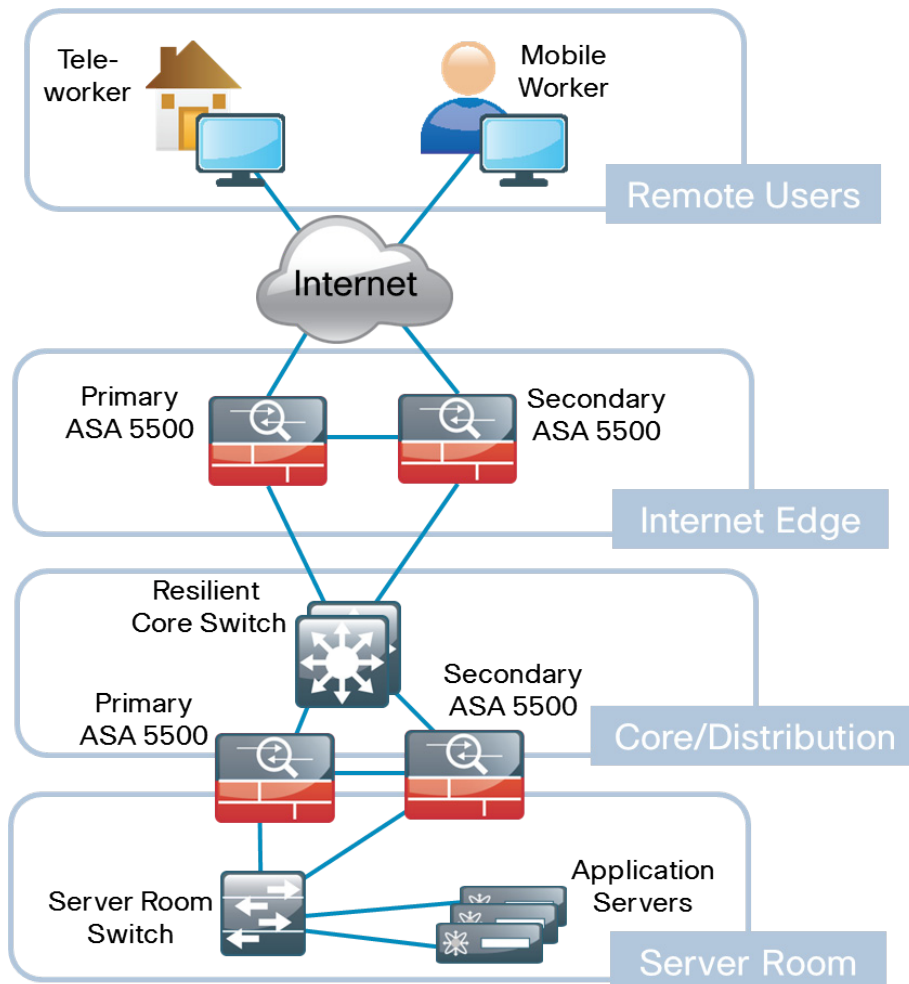 Tele-
worker
Mobile
Worker
Remote Users
Internet
Primary
ASA 5500
Secondary
ASA 5500
Internet Edge
Resilient
Core Switch
Secondary
ASA 5500
Primary
ASA 5500
Core/Distribution
Application
Servers
Server Room
Switch
Server Room